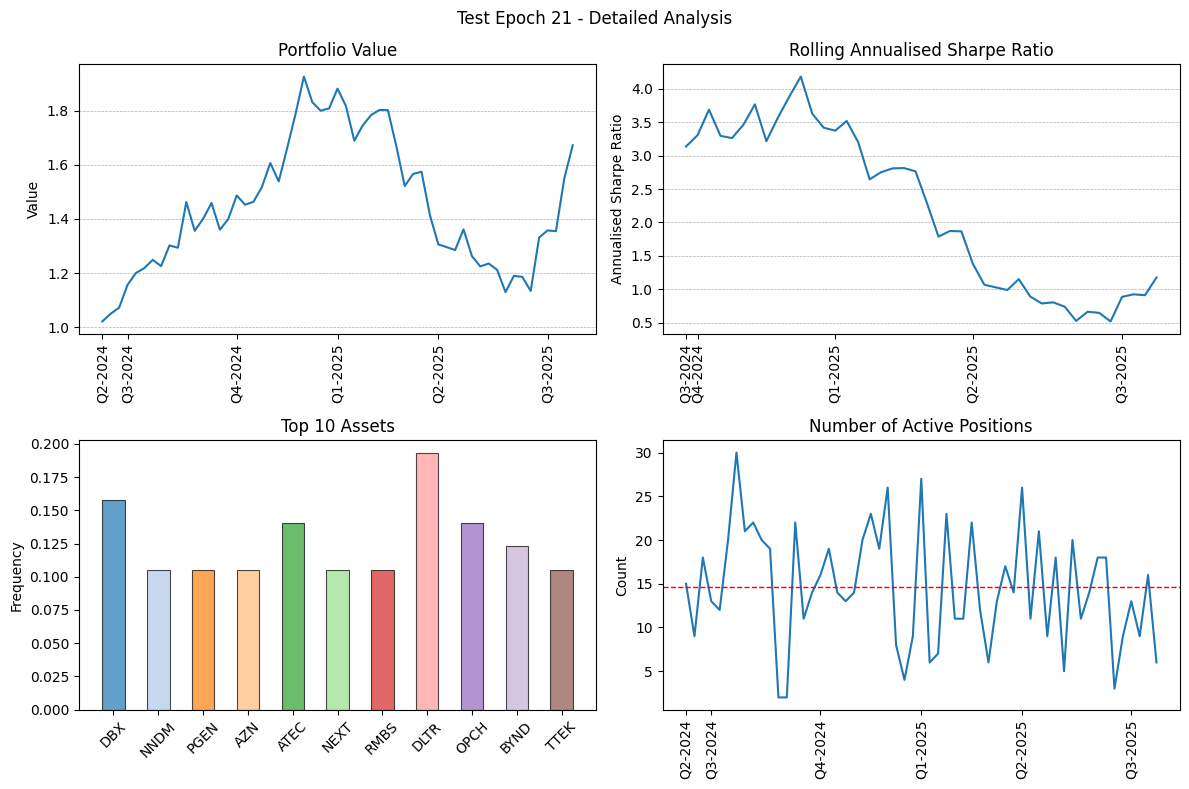 Test Epoch 21 - Detailed Analysis
Portfolio Value
Value
1.8
1.6
1.4
1.2
1.0
Q2-2024
Q3-2024
Q4-2024
Q1-2025
Q2-2025
Q3-2025
Rolling Annualised Sharpe Ratio
Annualised Sharpe Ratio
4.0
3.5
3.0
2.5
2.0
1.5
1.0
0.5
Q3-2024
Q4-2024
Q1-2025
Q2-2025
Q3-2025
Top 10 Assets
Frequency
0.200
0.175
0.150
0.125
0.100
0.075
0.050
0.025
0.000
DBX
NNDM
PGEN
AZN
ATEC
NEXT
RMBS
DLTR
OPCH
BYND
TTEK
Number of Active Positions
Count
30
25
20
15
10
5
Q2-2024
Q3-2024
Q4-2024
Q1-2025
Q2-2025
Q3-2025